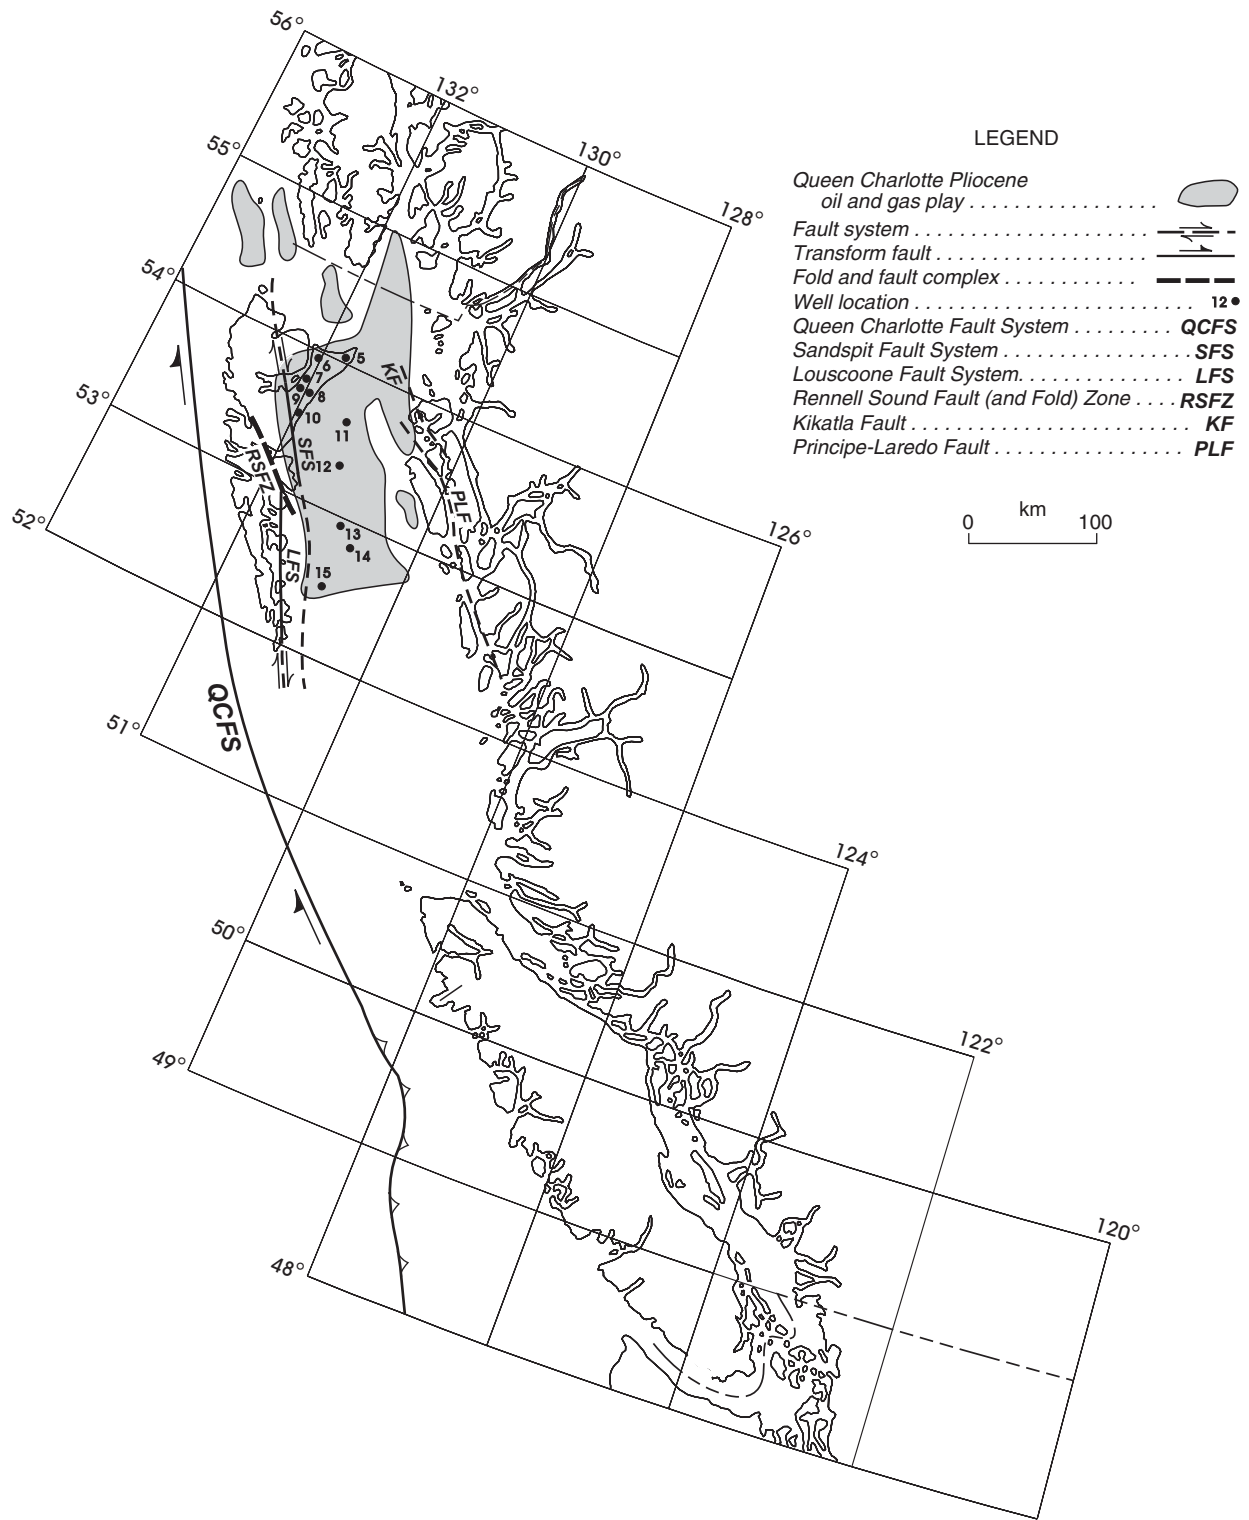 56°
132°
55°
130°
128°
54°
53°
52°
126°
51°
124°
50°
122°
49°
120°
48°
5
6
7
8
9
10
11
12
13
14
15
KF
SFS
RSFZ
PLF
LFS
QCFS
LEGEND
Queen Charlotte Pliocene
oil and gas play . . . . . . . . . . . . . . . . . .
Fault system . . . . . . . . . . . . . . . . . . . . . .
Transform fault . . . . . . . . . . . . . . . . . . . .
Fold and fault complex . . . . . . . . . . . .
Well location . . . . . . . . . . . . . . . . . . . . . . . . . . 12
Queen Charlotte Fault System . . . . . . . . . QCFS
Sandspit Fault System . . . . . . . . . . . . . . . . . SFS
Louscoone Fault System. . . . . . . . . . . . . . . . LFS
Rennell Sound Fault (and Fold) Zone . . . . RSFZ
Kikatla Fault . . . . . . . . . . . . . . . . . . . . . . . . . . KF
Principe-Laredo Fault . . . . . . . . . . . . . . . . . . PLF
km
0 100